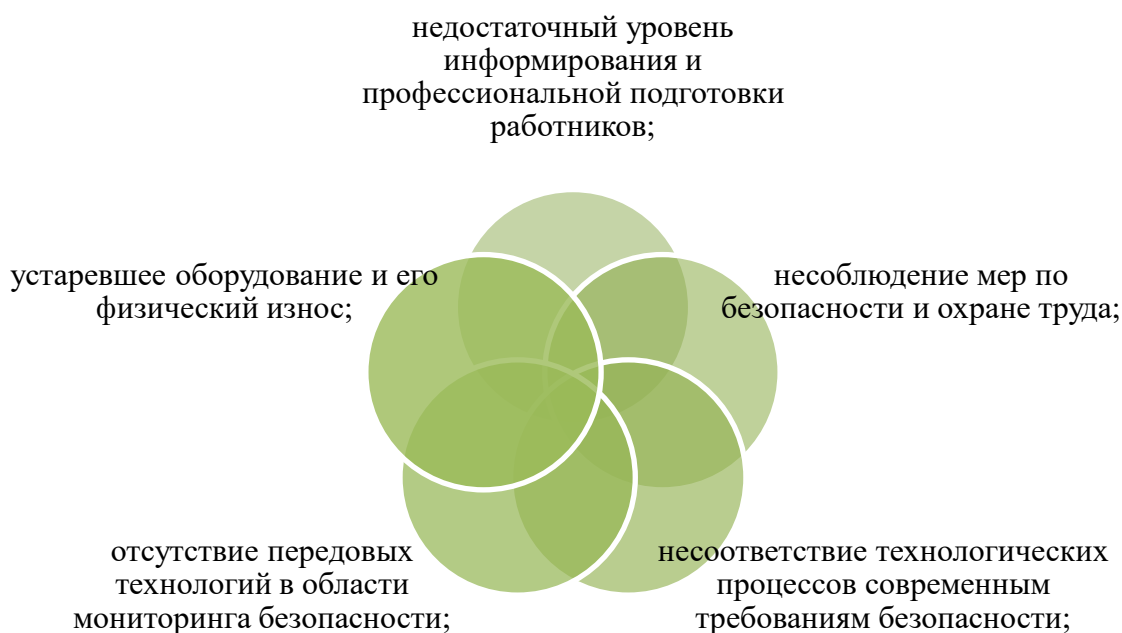 недостаточный уровень
информирования и
профессиональной подготовки
работников;
несоблюдение мер по
безопасности и охране труда;
несоответствие технологических
процессов современным
требованиям безопасности;
отсутствие передовых
технологий в области
мониторинга безопасности;
устаревшее оборудование и его
физический износ;